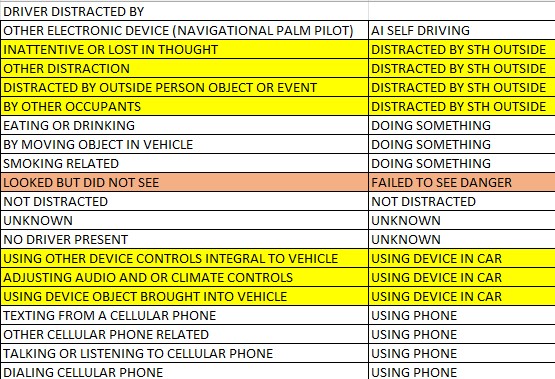 DRIVER DISTRACTED BY
OTHER ELECTRONIC DEVICE (NAVIGATIONAL PALM PILOT) AI SELF DRIVING
INATTENTIVE OR LOST IN THOUGHT DISTRACTED BY STH OUTSIDE
OTHER DISTRACTION DISTRACTED BY STH OUTSIDE
DISTRACTED BY OUTSIDE PERSON OBJECT OR EVENT DISTRACTED BY STH OUTSIDE
BY OTHER OCCUPANTS DISTRACTED BY STH OUTSIDE
EATING OR DRINKING DOING SOMETHING
BY MOVING OBJECT IN VEHICLE DOING SOMETHING
SMOKING RELATED DOING SOMETHING
LOOKED BUT DID NOT SEE FAILED TO SEE DANGER
NOT DISTRACTED NOT DISTRACTED
UNKNOWN UNKNOWN
NO DRIVER PRESENT UNKNOWN
USING OTHER DEVICE CONTROLS INTEGRAL TO VEHICLE USING DEVICE IN CAR
ADJUSTING AUDIO AND OR CLIMATE CONTROLS USING DEVICE IN CAR
USING DEVICE OBJECT BROUGHT INTO VEHICLE USING DEVICE IN CAR
TEXTING FROM A CELLULAR PHONE USING PHONE
OTHER CELLULAR PHONE RELATED USING PHONE
TALKING OR LISTENING TO CELLULAR PHONE USING PHONE
DIALING CELLULAR PHONE USING PHONE